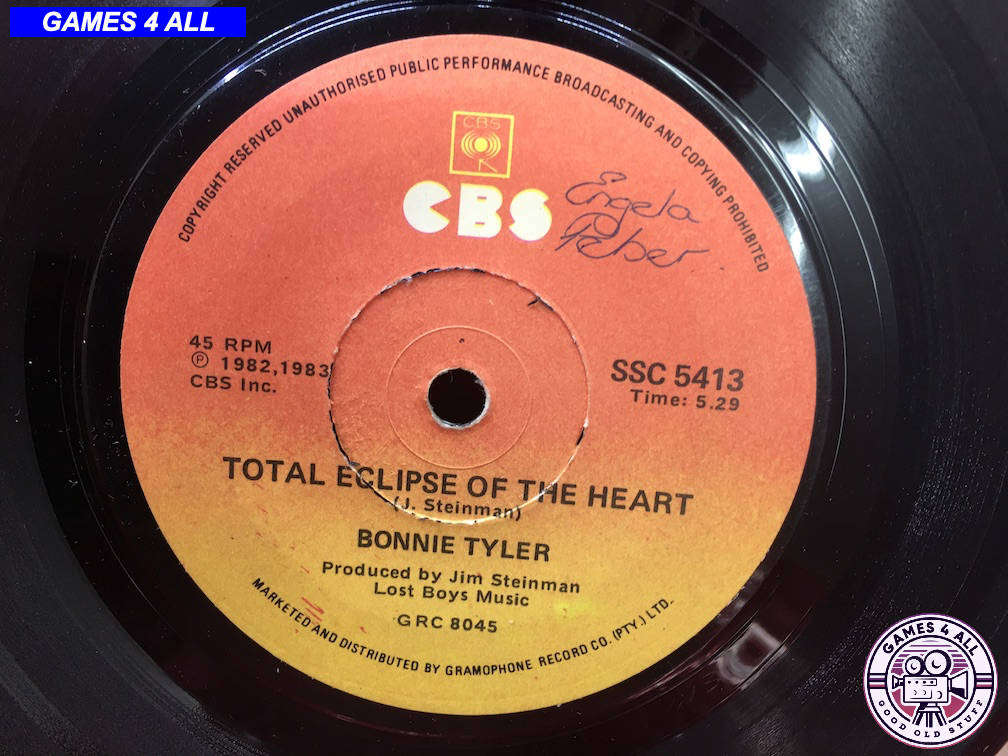 GAMES 4 ALL
COPYRIGHT RESERVED UNAUTHORISED PUBLIC PERFORMANCE BROADCASTING AND COPYING PROHIBITED
CBS
CBS
Engela
45 RPM
℗ 1982,1983
CBS Inc.
SSC 5413
Time: 5.29
TOTAL ECLIPSE OF THE HEART
(J. Steinman)
BONNIE TYLER
Produced by Jim Steinman
Lost Boys Music
GRC 8045
MARKETED AND DISTRIBUTED BY GRAMOPHONE RECORD CO. (PTY.) LTD.
GAMES 4 ALL
GOOD OLD STUFF